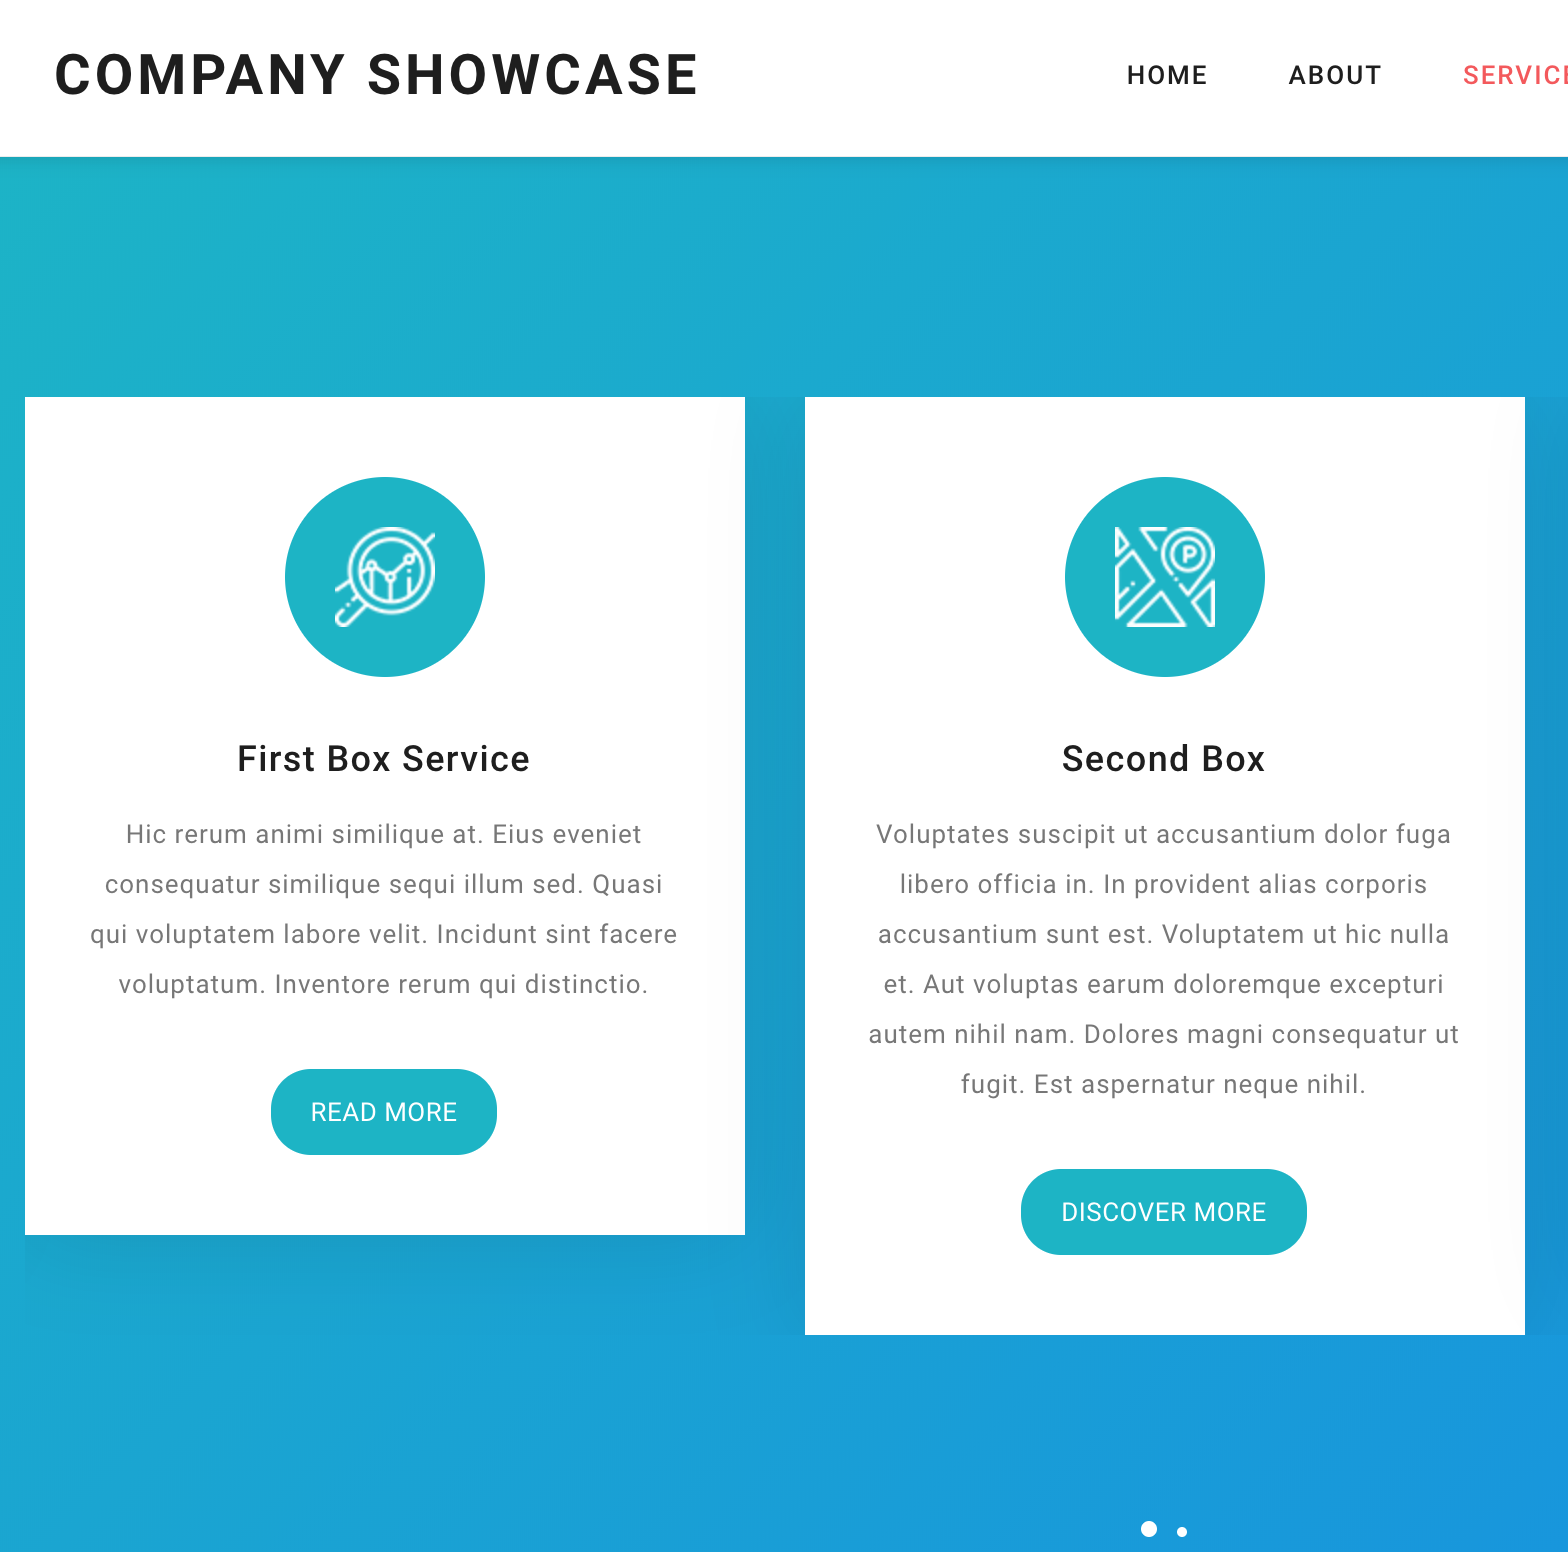 COMPANY SHOWCASE
HOME ABOUT
First Box Service
Hic rerum animi similique at. Eius eveniet
consequatur similique sequi illum sed. Quasi
qui voluptatem labore velit. Incidunt sint facere
voluptatum. Inventore rerum qui distinctio.
READ MORE
P
Second Box
Voluptates suscipit ut accusantium dolor fuga
libero officia in. In provident alias corporis
accusantium sunt est. Voluptatem ut hic nulla
et. Aut voluptas earum doloremque excepturi
autem nihil nam. Dolores magni consequatur ut
fugit. Est aspernatur neque nihil.
DISCOVER MORE